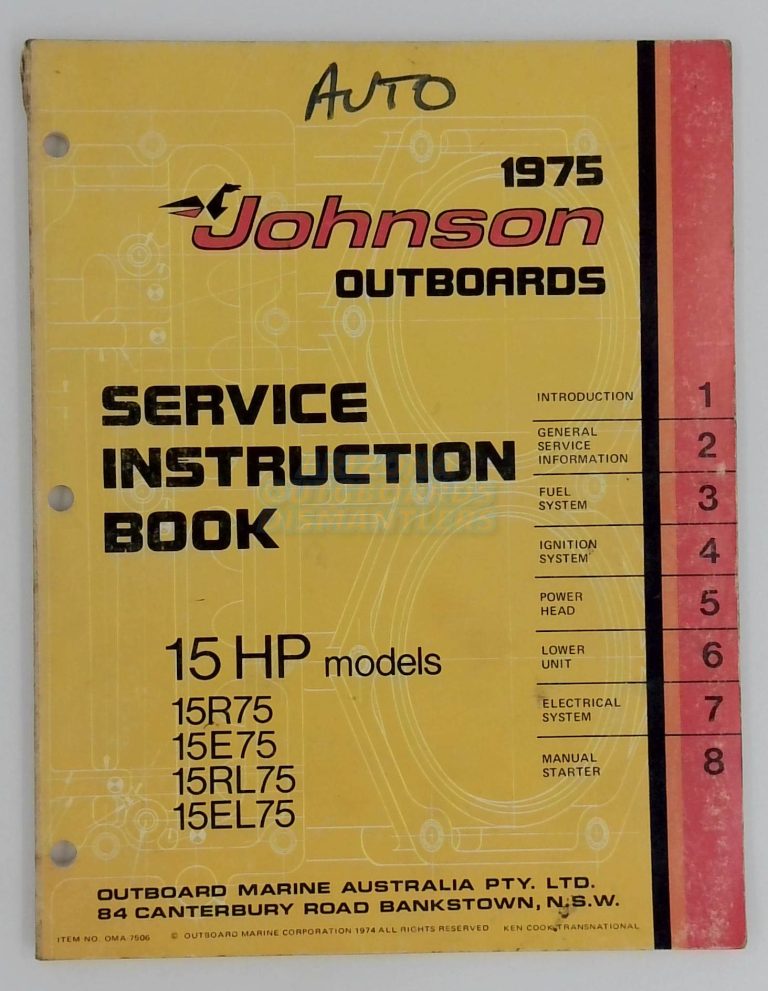 AUTO
1975
Johnson
OUTBOARDS
SERVICE
INSTRUCTION
BOOK
INTRODUCTION 1
GENERAL
SERVICE
INFORMATION 2
FUEL
SYSTEM 3
IGNITION
SYSTEM 4
POWER
HEAD 5
LOWER
UNIT 6
ELECTRICAL
SYSTEM 7
MANUAL
STARTER 8
15 HP models
15R75
15E75
15RL75
15EL75
OUTBOARD MARINE AUSTRALIA PTY. LTD.
84 CANTERBURY ROAD BANKSTOWN, N.S.W.
ITEM NO. OMA-7506 © OUTBOARD MARINE CORPORATION 1974 ALL RIGHTS RESERVED KEN COOK TRANSNATIONAL